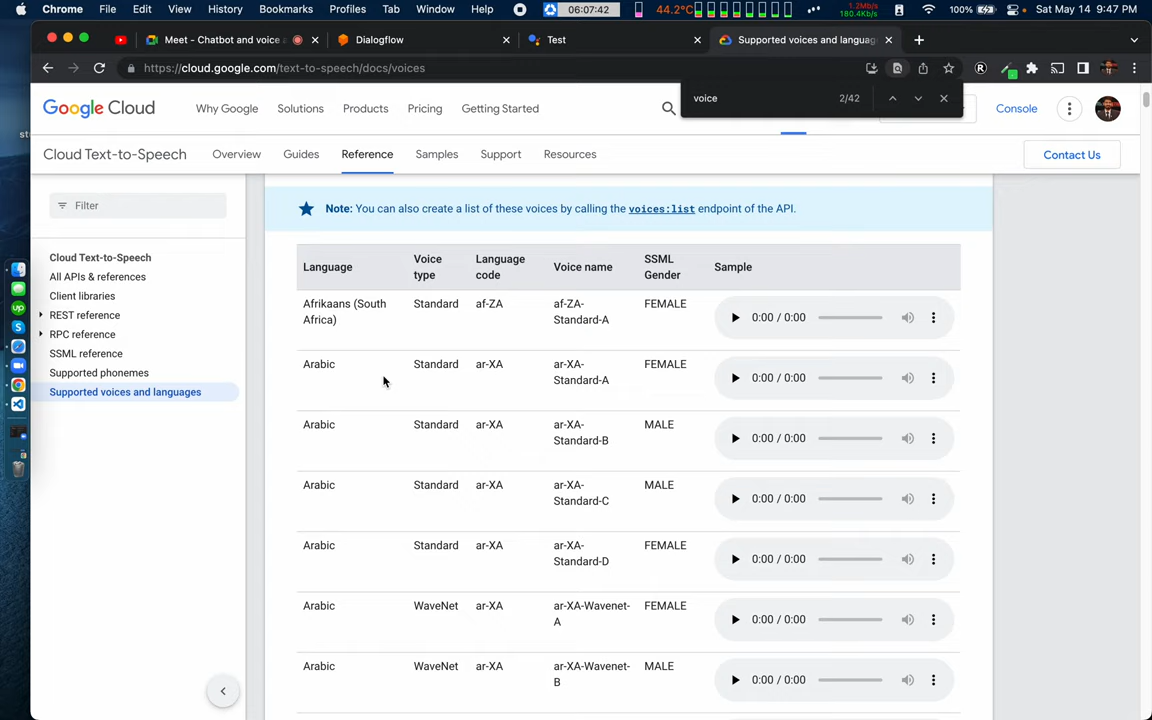 Chrome File Edit View History Bookmarks Profiles Tab Window Help 06:07:42 44.2°C 1.2Mb/s 180.4Kb/s 100% Sat May 14 9:47 PM
Meet - Chatbot and voice a
Dialogflow
Test
Supported voices and language
https://cloud.google.com/text-to-speech/docs/voices
voice 2/42
Google Cloud Why Google Solutions Products Pricing Getting Started Console
Cloud Text-to-Speech Overview Guides Reference Samples Support Resources Contact Us
Filter
Cloud Text-to-Speech
All APIs & references
Client libraries
REST reference
RPC reference
SSML reference
Supported phonemes
Supported voices and languages
Note: You can also create a list of these voices by calling the voices:list endpoint of the API.
Language Voice type Language code Voice name SSML Gender Sample
Afrikaans (South Africa) Standard af-ZA af-ZA-Standard-A FEMALE 0:00 / 0:00
Arabic Standard ar-XA ar-XA-Standard-A FEMALE 0:00 / 0:00
Arabic Standard ar-XA ar-XA-Standard-B MALE 0:00 / 0:00
Arabic Standard ar-XA ar-XA-Standard-C MALE 0:00 / 0:00
Arabic Standard ar-XA ar-XA-Standard-D FEMALE 0:00 / 0:00
Arabic WaveNet ar-XA ar-XA-Wavenet-A FEMALE 0:00 / 0:00
Arabic WaveNet ar-XA ar-XA-Wavenet-B MALE 0:00 / 0:00